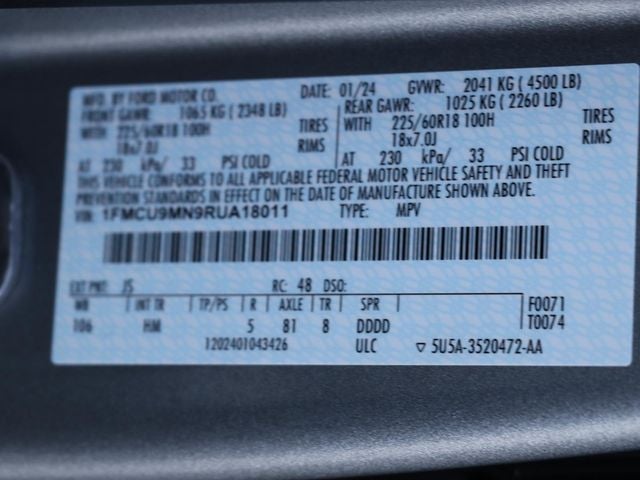 MFD. BY FORD MOTOR CO. DATE: 01/24 GVWR: 2041 KG ( 4500 LB)
FRONT GAWR: 1065 KG ( 2348 LB) REAR GAWR: 1025 KG ( 2260 LB)
WITH 225/60R18 100H TIRES WITH 225/60R18 100H TIRES
18x7.0J RIMS 18x7.0J RIMS
AT 230 kPa/ 33 PSI COLD AT 230 kPa/ 33 PSI COLD
THIS VEHICLE CONFORMS TO ALL APPLICABLE FEDERAL MOTOR VEHICLE SAFETY AND THEFT
PREVENTION STANDARDS IN EFFECT ON THE DATE OF MANUFACTURE SHOWN ABOVE.
VIN: 1FMCU9MN9RUA18011 TYPE: MPV
EXT PNT: JS RC: 48 DSO: F0071
WB INT TR TP/PS R AXLE TR SPR T0074
106 HM 5 81 8 DDDD
1202401043426 ULC ▽ 5U5A-3520472-AA